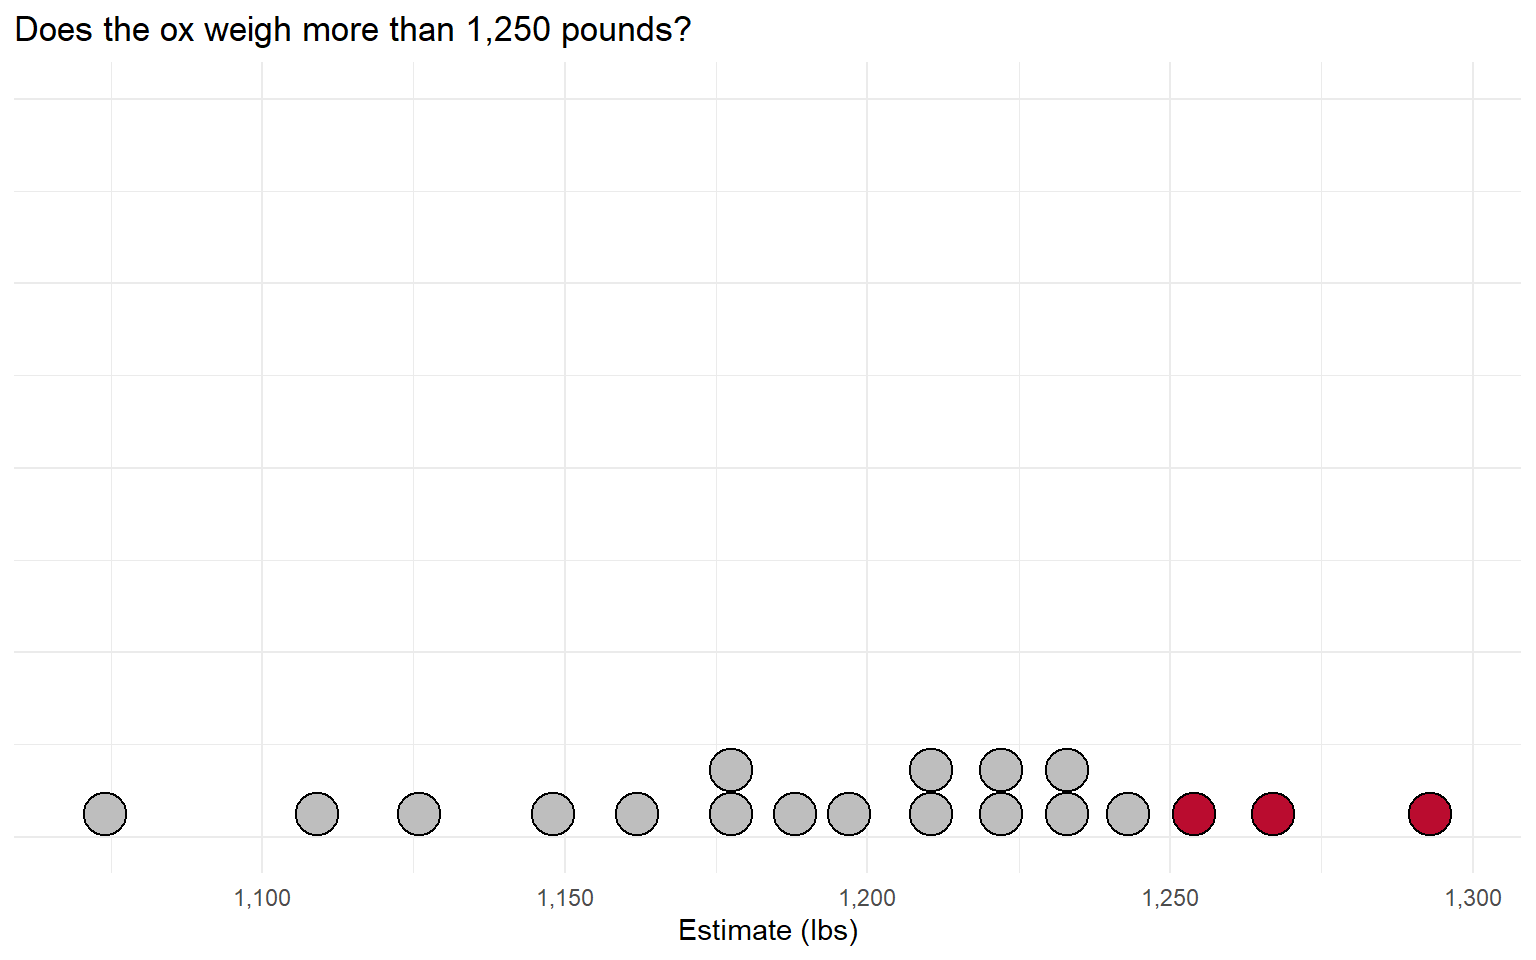 Does the ox weigh more than 1,250 pounds?
1,100 1,150 1,200 1,250 1,300
Estimate (lbs)